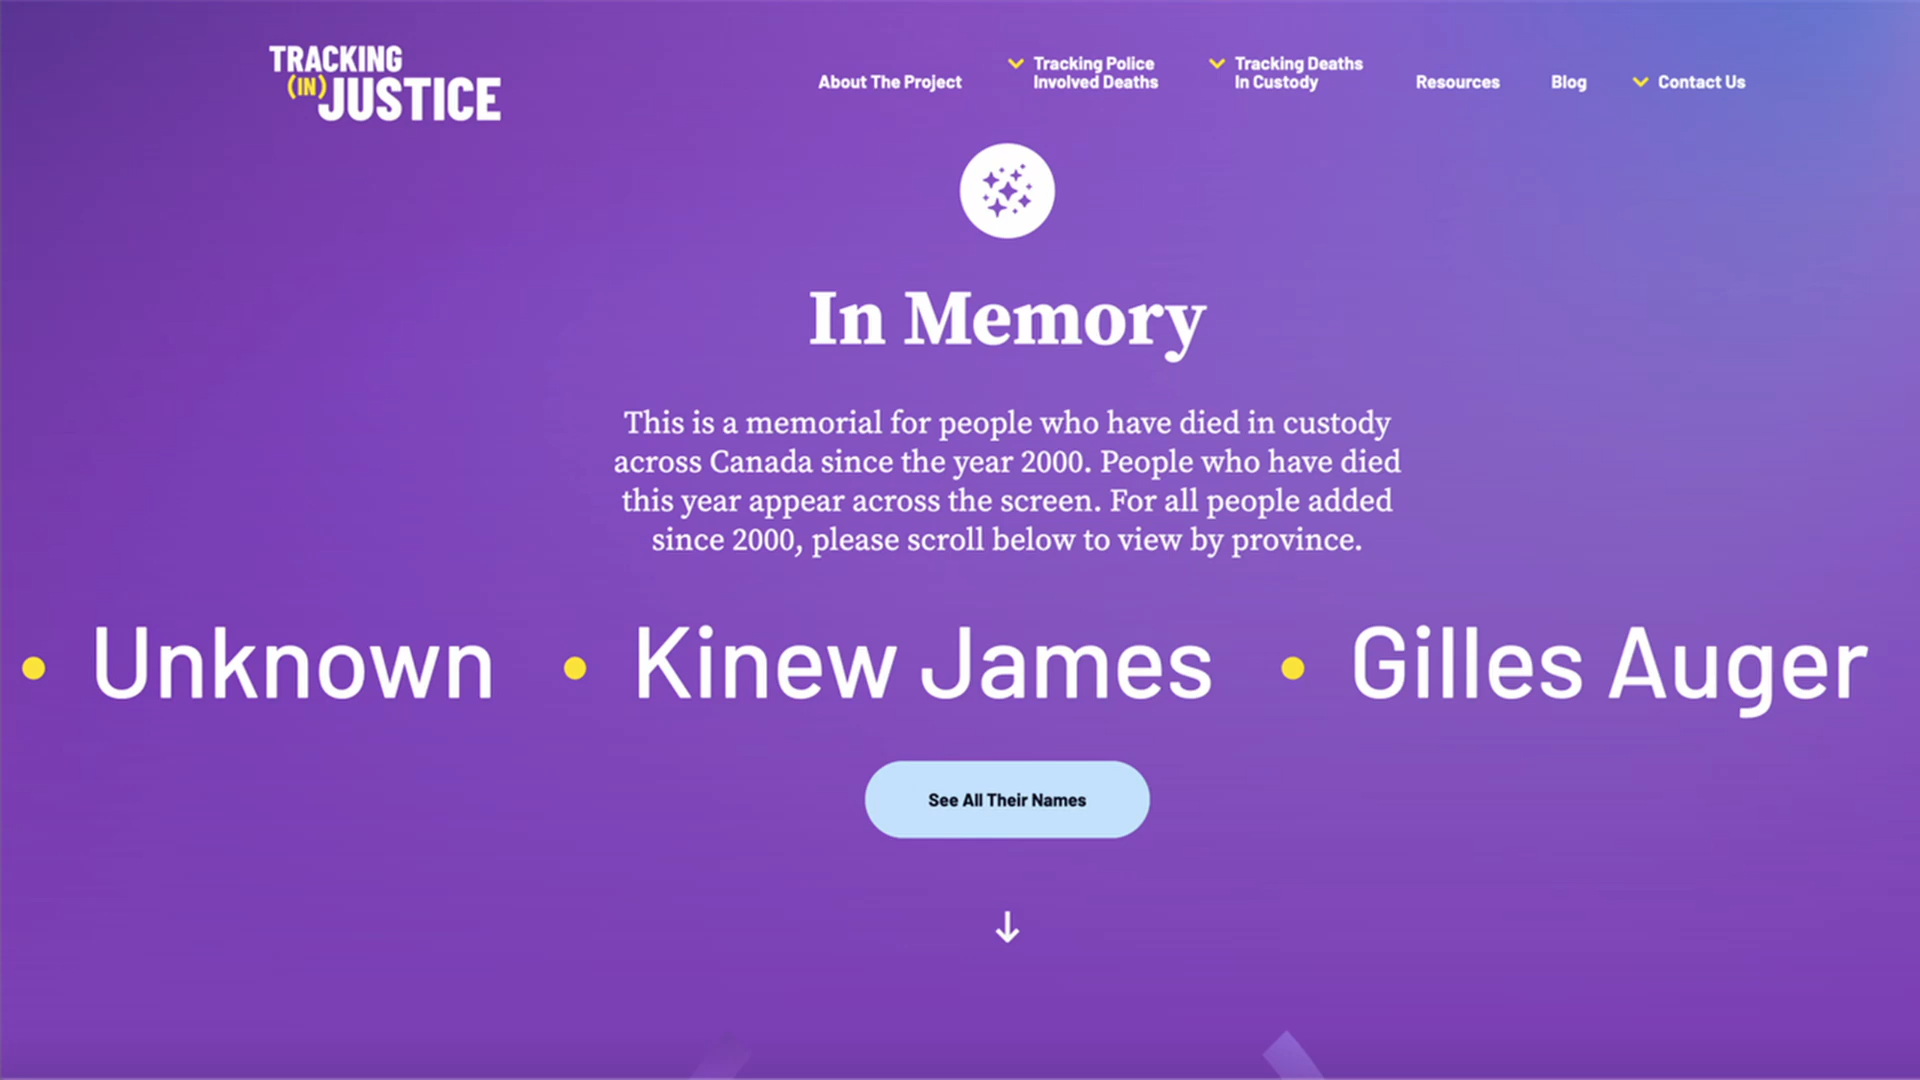 TRACKING
(IN)JUSTICE
About The Project
Tracking Police
Involved Deaths
Tracking Deaths
In Custody
Resources
Blog
Contact Us
In Memory
This is a memorial for people who have died in custody
across Canada since the year 2000. People who have died
this year appear across the screen. For all people added
since 2000, please scroll below to view by province.
Unknown
Kinew James
Gilles Auger
See All Their Names